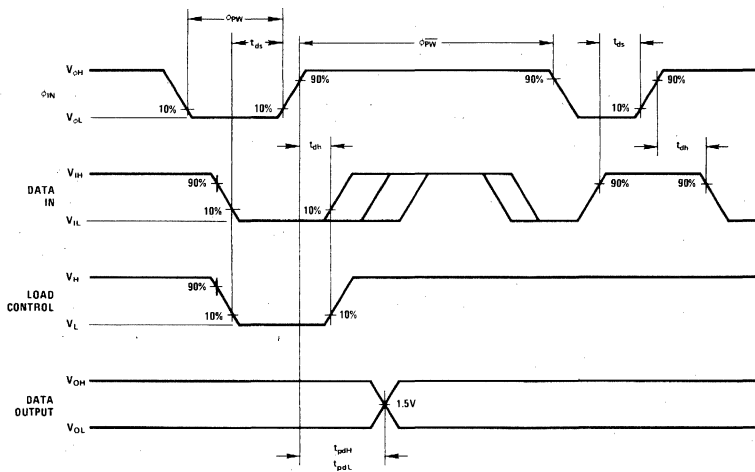 ϕPW
tds
ϕP̅W̅
tds
VϕH
ϕIN
VϕL
10%
10%
90%
90%
10%
90%
tdh
tdh
VIH
DATA
IN
VIL
90%
10%
10%
90%
90%
VH
LOAD
CONTROL
VL
90%
10%
10%
VOH
DATA
OUTPUT
VOL
1.5V
tpdH
tpdL